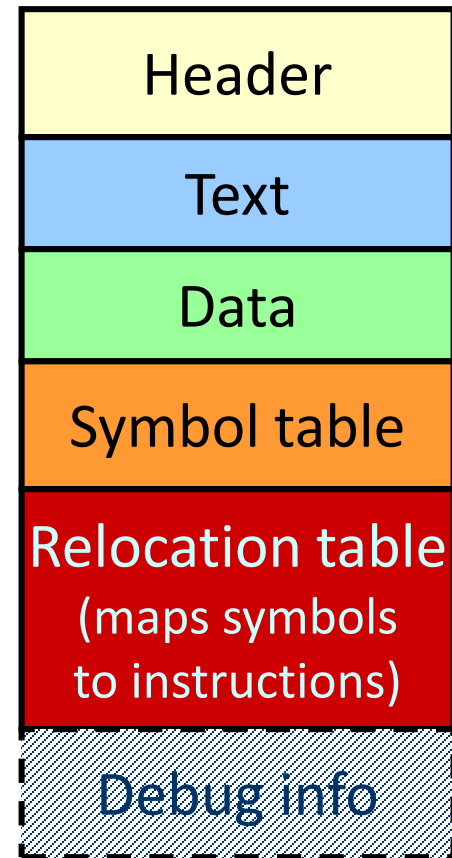 Header
Text
Data
Symbol table
Relocation table
(maps symbols
to instructions)
Debug info